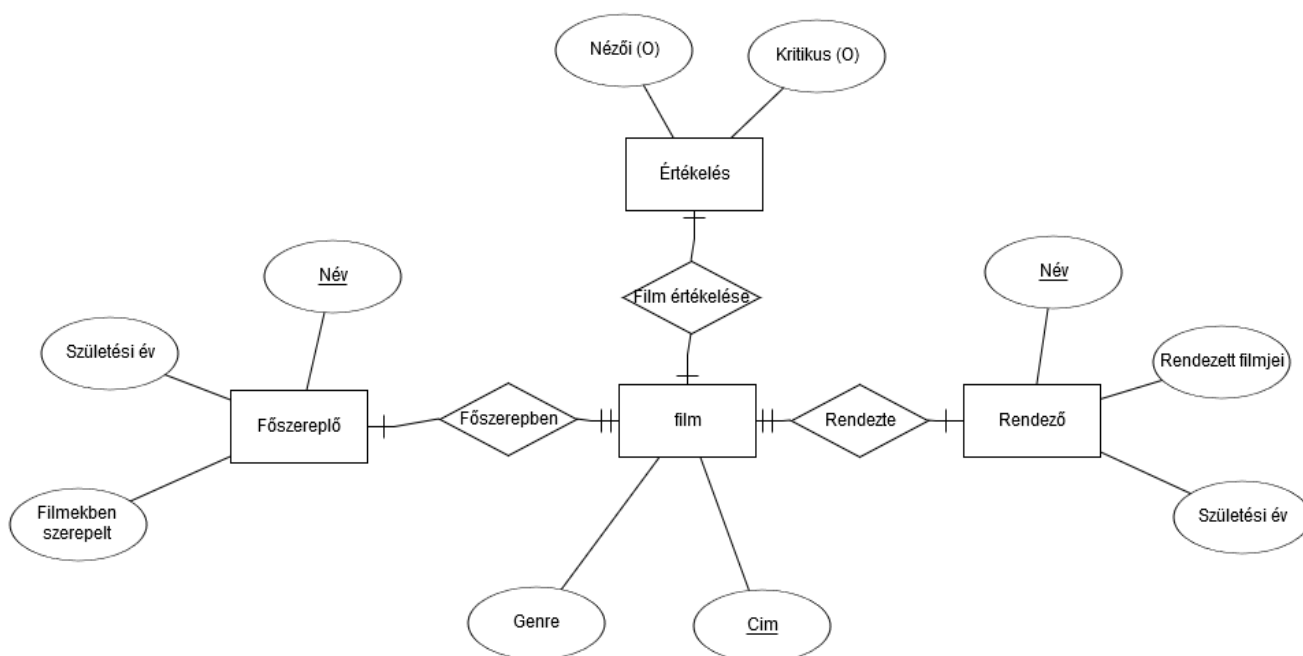 Nézői (O)
Kritikus (O)
Értékelés
Név
Film értékelése
Név
Születési év
Rendezett filmjei
Főszereplő
Főszerepben
film
Rendezte
Rendező
Filmekben
szerepelt
Születési év
Genre
Cim